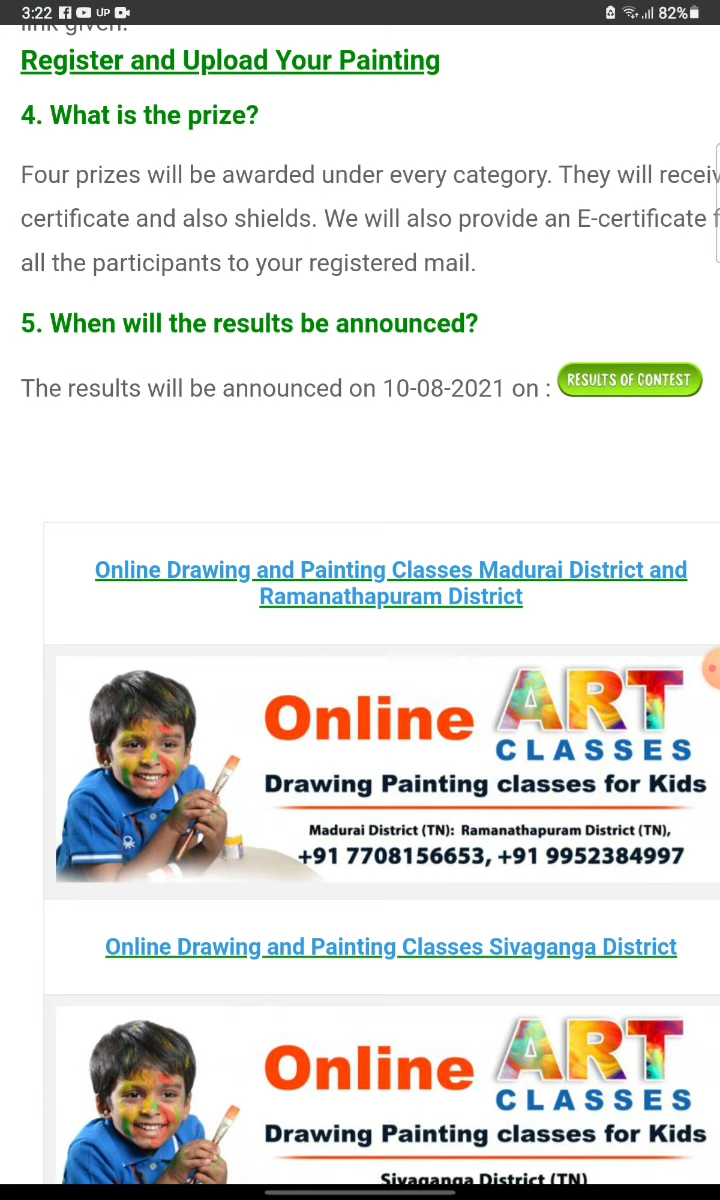 3:22 UP 82%
Register and Upload Your Painting
4. What is the prize?
Four prizes will be awarded under every category. They will
certificate and also shields. We will also provide an E-certificate
all the participants to your registered mail.
5. When will the results be announced?
The results will be announced on 10-08-2021 on : RESULTS OF CONTEST
Online Drawing and Painting Classes Madurai District and
Ramanathapuram District
Online ART
CLASSES
Drawing Painting classes for Kids
Madurai District (TN): Ramanathapuram District (TN),
+91 7708156653, +91 9952384997
Online Drawing and Painting Classes Sivaganga District
Online ART
CLASSES
Drawing Painting classes for Kids
Sivaganga District (TN)